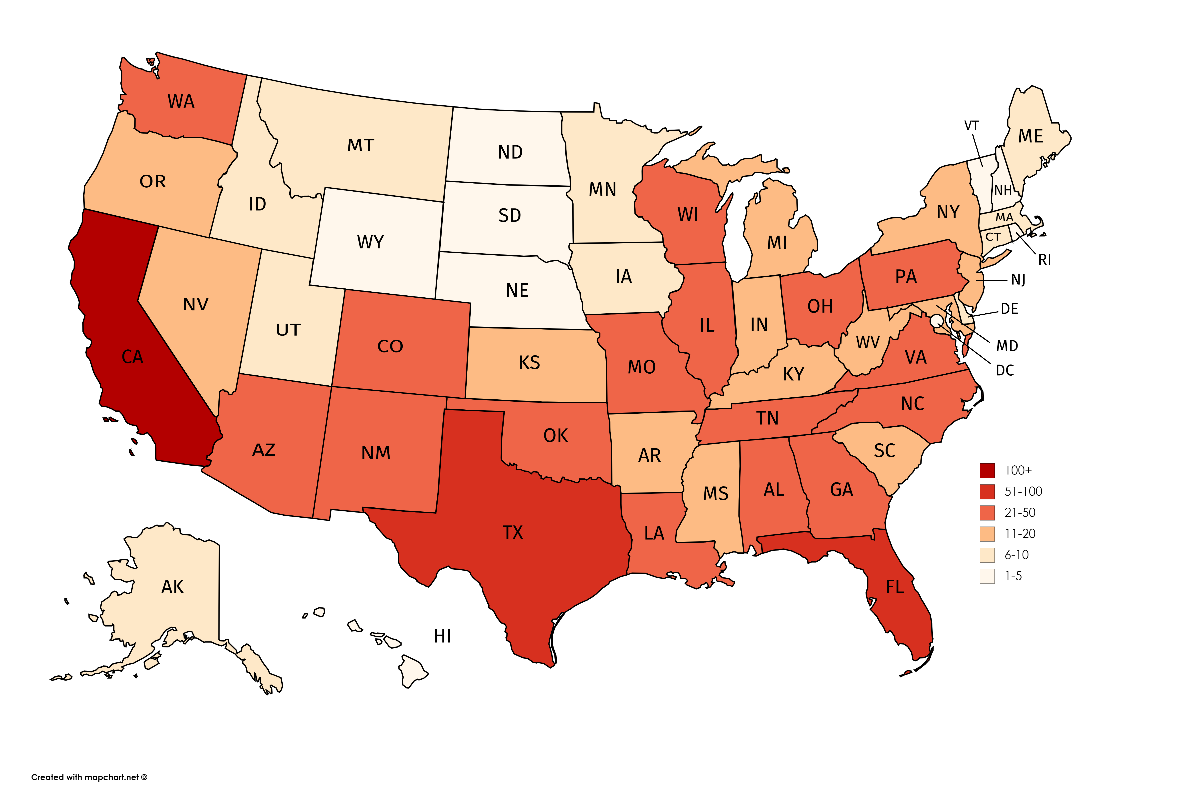 WA
MT
ND
MN
VT
ME
OR
ID
SD
WI
NH
WY
MI
NY
MA
CT
RI
NE
IA
PA
NJ
NV
UT
CO
IL
IN
OH
DE
CA
KS
MO
WV
VA
MD
KY
DC
AZ
NM
OK
AR
TN
NC
SC
MS
AL
GA
TX
LA
FL
AK
HI
100+
51-100
21-50
11-20
6-10
1-5
Created with mapchart.net ©